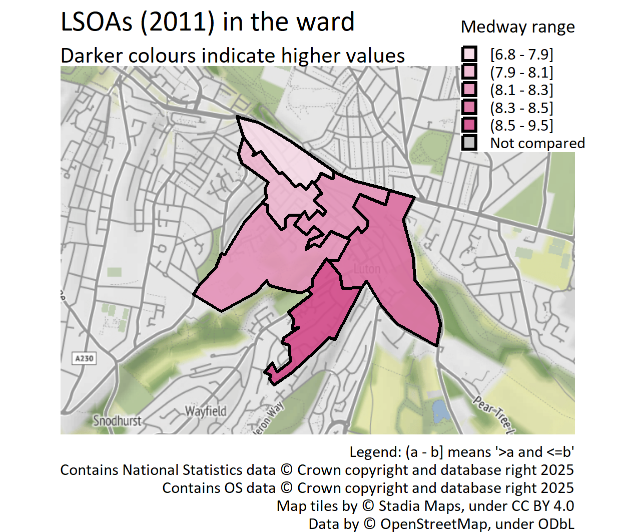 LSOAs (2011) in the ward
Darker colours indicate higher values
Medway range
[6.8 - 7.9]
(7.9 - 8.1]
(8.1 - 8.3]
(8.3 - 8.5]
(8.5 - 9.5]
Not compared
Luton
A230
Snodhurst
Wayfield
Way
Pear-Tree-L
Legend: (a - b] means '>a and <=b'
Contains National Statistics data © Crown copyright and database right 2025
Contains OS data © Crown copyright and database right 2025
Map tiles by © Stadia Maps, under CC BY 4.0
Data by © OpenStreetMap, under ODbL